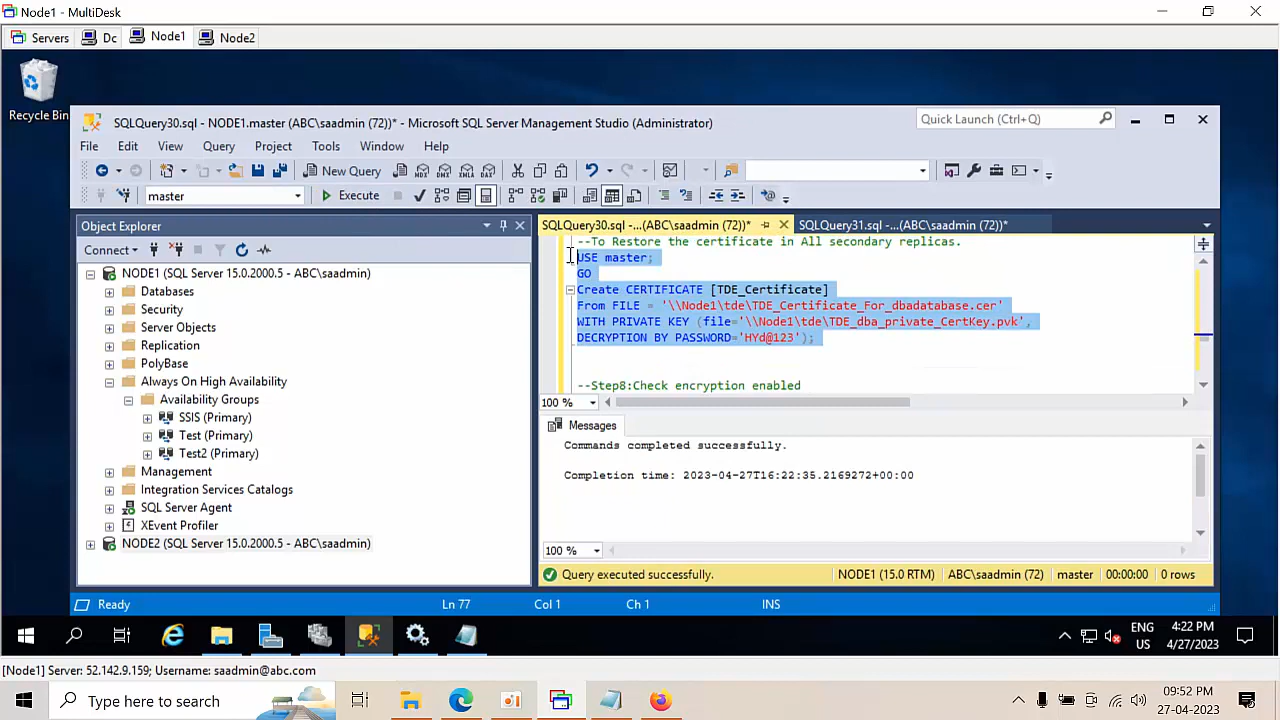 Node1 - MultiDesk
Servers Dc Node1 Node2
Recycle Bin
SQLQuery30.sql - NODE1.master (ABC\saadmin (72))* - Microsoft SQL Server Management Studio (Administrator)
Quick Launch (Ctrl+Q)
File Edit View Query Project Tools Window Help
New Query
master
Execute
Object Explorer
SQLQuery30.sql -...(ABC\saadmin (72))*
SQLQuery31.sql -...(ABC\saadmin (72))*
Connect
NODE1 (SQL Server 15.0.2000.5 - ABC\saadmin)
Databases
Security
Server Objects
Replication
PolyBase
Always On High Availability
Availability Groups
SSIS (Primary)
Test (Primary)
Test2 (Primary)
Management
Integration Services Catalogs
SQL Server Agent
XEvent Profiler
NODE2 (SQL Server 15.0.2000.5 - ABC\saadmin)
--To Restore the certificate in All secondary replicas.
USE master;
GO
Create CERTIFICATE [TDE_Certificate]
From FILE = '\\Node1\tde\TDE_Certificate_For_dbadatabase.cer'
WITH PRIVATE KEY (file='\\Node1\tde\TDE_dba_private_CertKey.pvk',
DECRYPTION BY PASSWORD='HYd@123');
--Step8:Check encryption enabled
100 %
Messages
Commands completed successfully.
Completion time: 2023-04-27T16:22:35.2169272+00:00
100 %
Query executed successfully.
NODE1 (15.0 RTM) ABC\saadmin (72) master 00:00:00 0 rows
Ready Ln 77 Col 1 Ch 1 INS
ENG
US
4:22 PM
4/27/2023
[Node1] Server: 52.142.9.159; Username: saadmin@abc.com
Type here to search
09:52 PM
27-04-2023